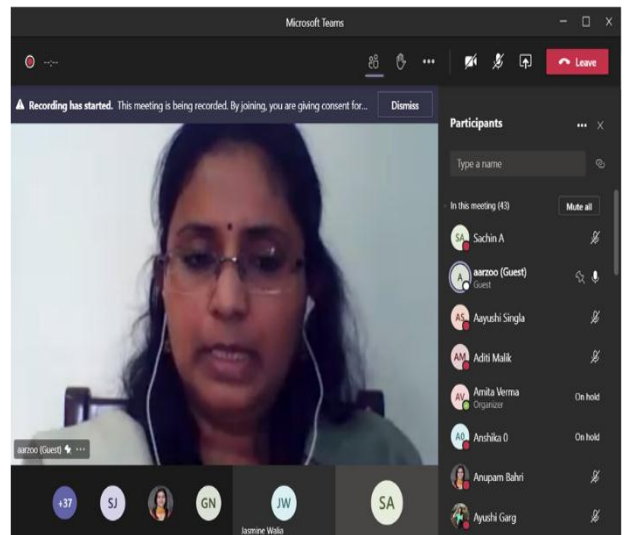 Microsoft Teams
--:--
Leave
Recording has started. This meeting is being recorded. By joining, you are giving consent for...
Dismiss
Participants
Type a name
In this meeting (43)
Mute all
SA
Sachin A
A
aarzoo (Guest)
Guest
AS
Aayushi Singla
AM
Aditi Malik
AV
Amita Verma
Organizer
On hold
A0
Anshika 0
On hold
Anupam Bahri
Ayushi Garg
aarzoo (Guest)
+37
SJ
GN
JW
Jasmine Walia
SA